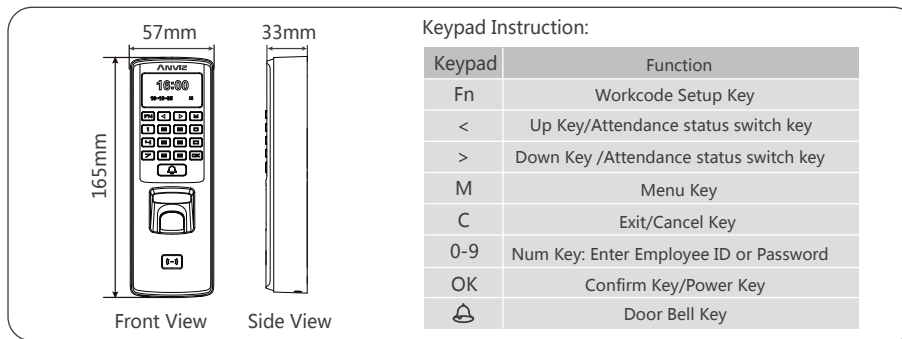 57mm
33mm
165mm
ANVIZ
16:00
FN < > M
OK
Front View
Side View
Keypad Instruction:
Keypad Function
Fn Workcode Setup Key
< Up Key/Attendance status switch key
> Down Key /Attendance status switch key
M Menu Key
C Exit/Cancel Key
0-9 Num Key: Enter Employee ID or Password
OK Confirm Key/Power Key
Door Bell Key